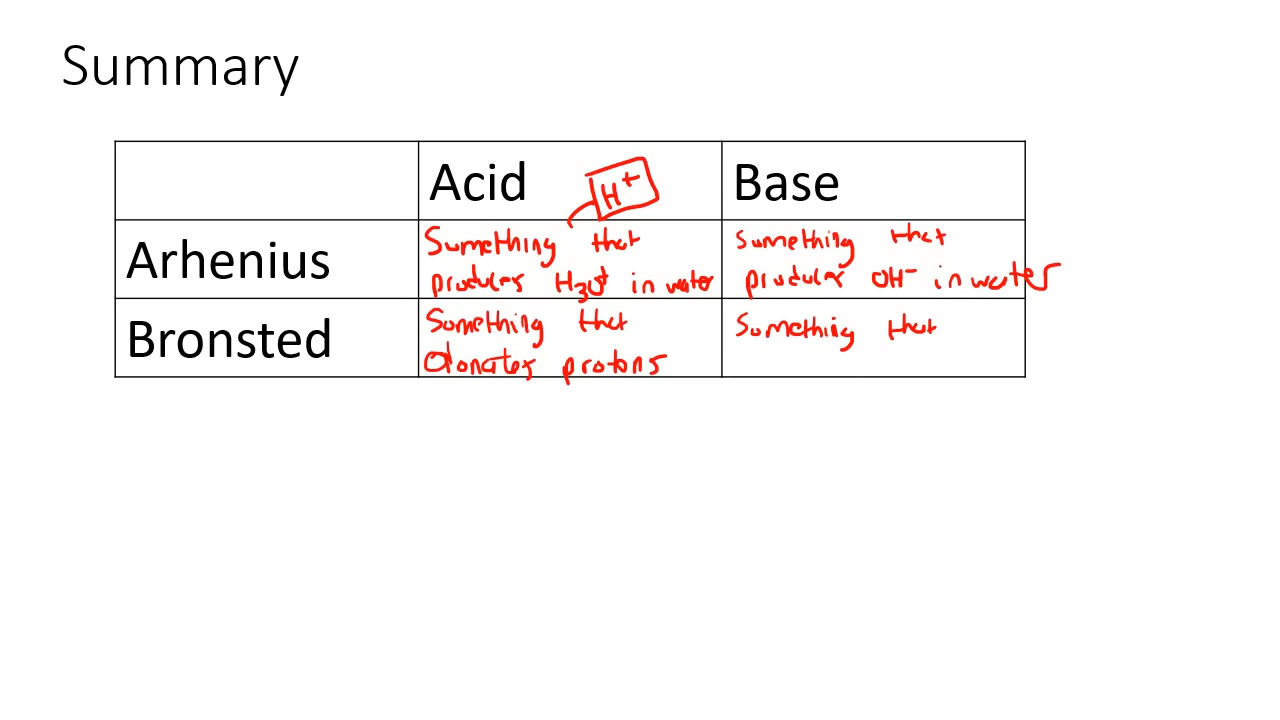 Summary
Acid
H+
Base
Arhenius
Something that
produces H3O+ in water
Something that
produces OH- in water
Bronsted
Something that
donates protons
Something that